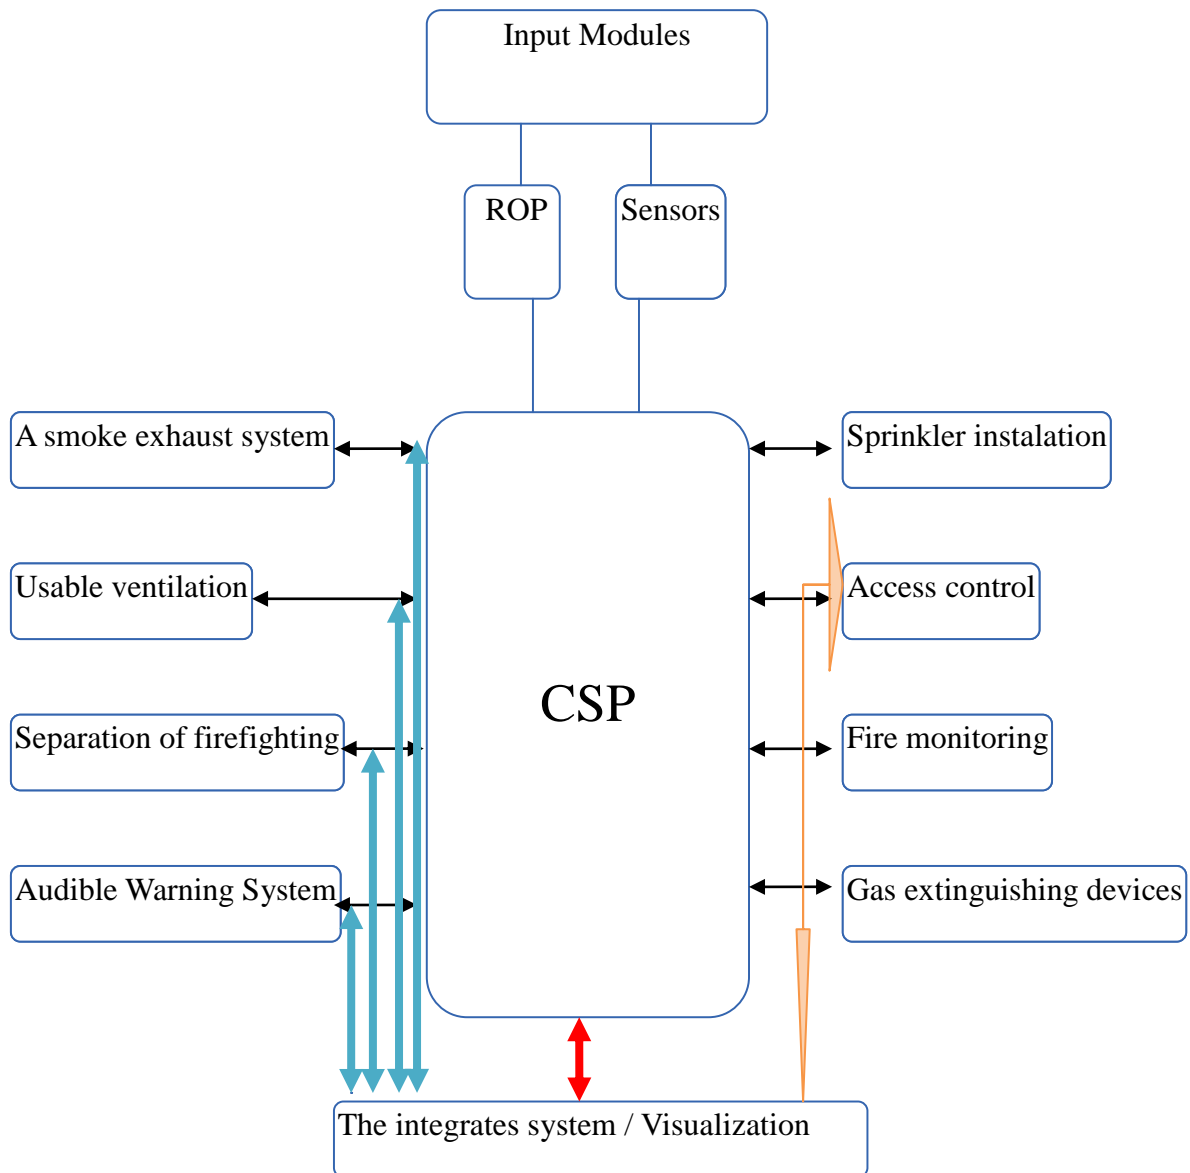 Input Modules
ROP
Sensors
A smoke exhaust system
Sprinkler instalation
Usable ventilation
Access control
CSP
Separation of firefighting
Fire monitoring
Audible Warning System
Gas extinguishing devices
The integrates system / Visualization